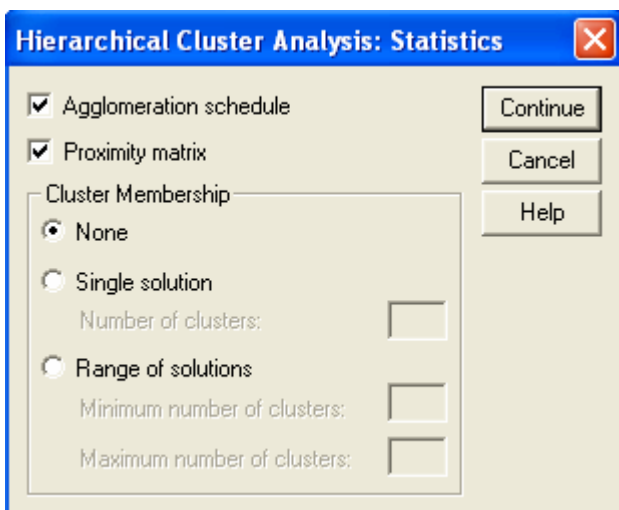 Hierarchical Cluster Analysis: Statistics
Agglomeration schedule
Continue
Proximity matrix
Cancel
Cluster Membership
Help
None
Single solution
Number of clusters:
Range of solutions
Minimum number of clusters:
Maximum number of clusters: